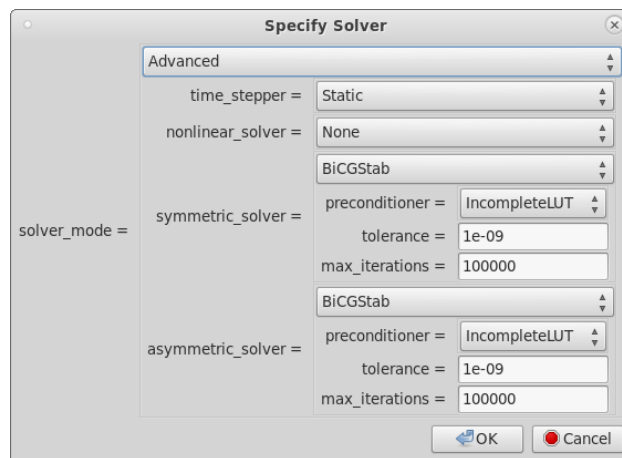 Specify Solver
Advanced
time_stepper = Static
nonlinear_solver = None
BiCGStab
preconditioner = IncompleteLUT
symmetric_solver =
tolerance = 1e-09
solver_mode =
max_iterations = 100000
BiCGStab
preconditioner = IncompleteLUT
asymmetric_solver =
tolerance = 1e-09
max_iterations = 100000
OK Cancel